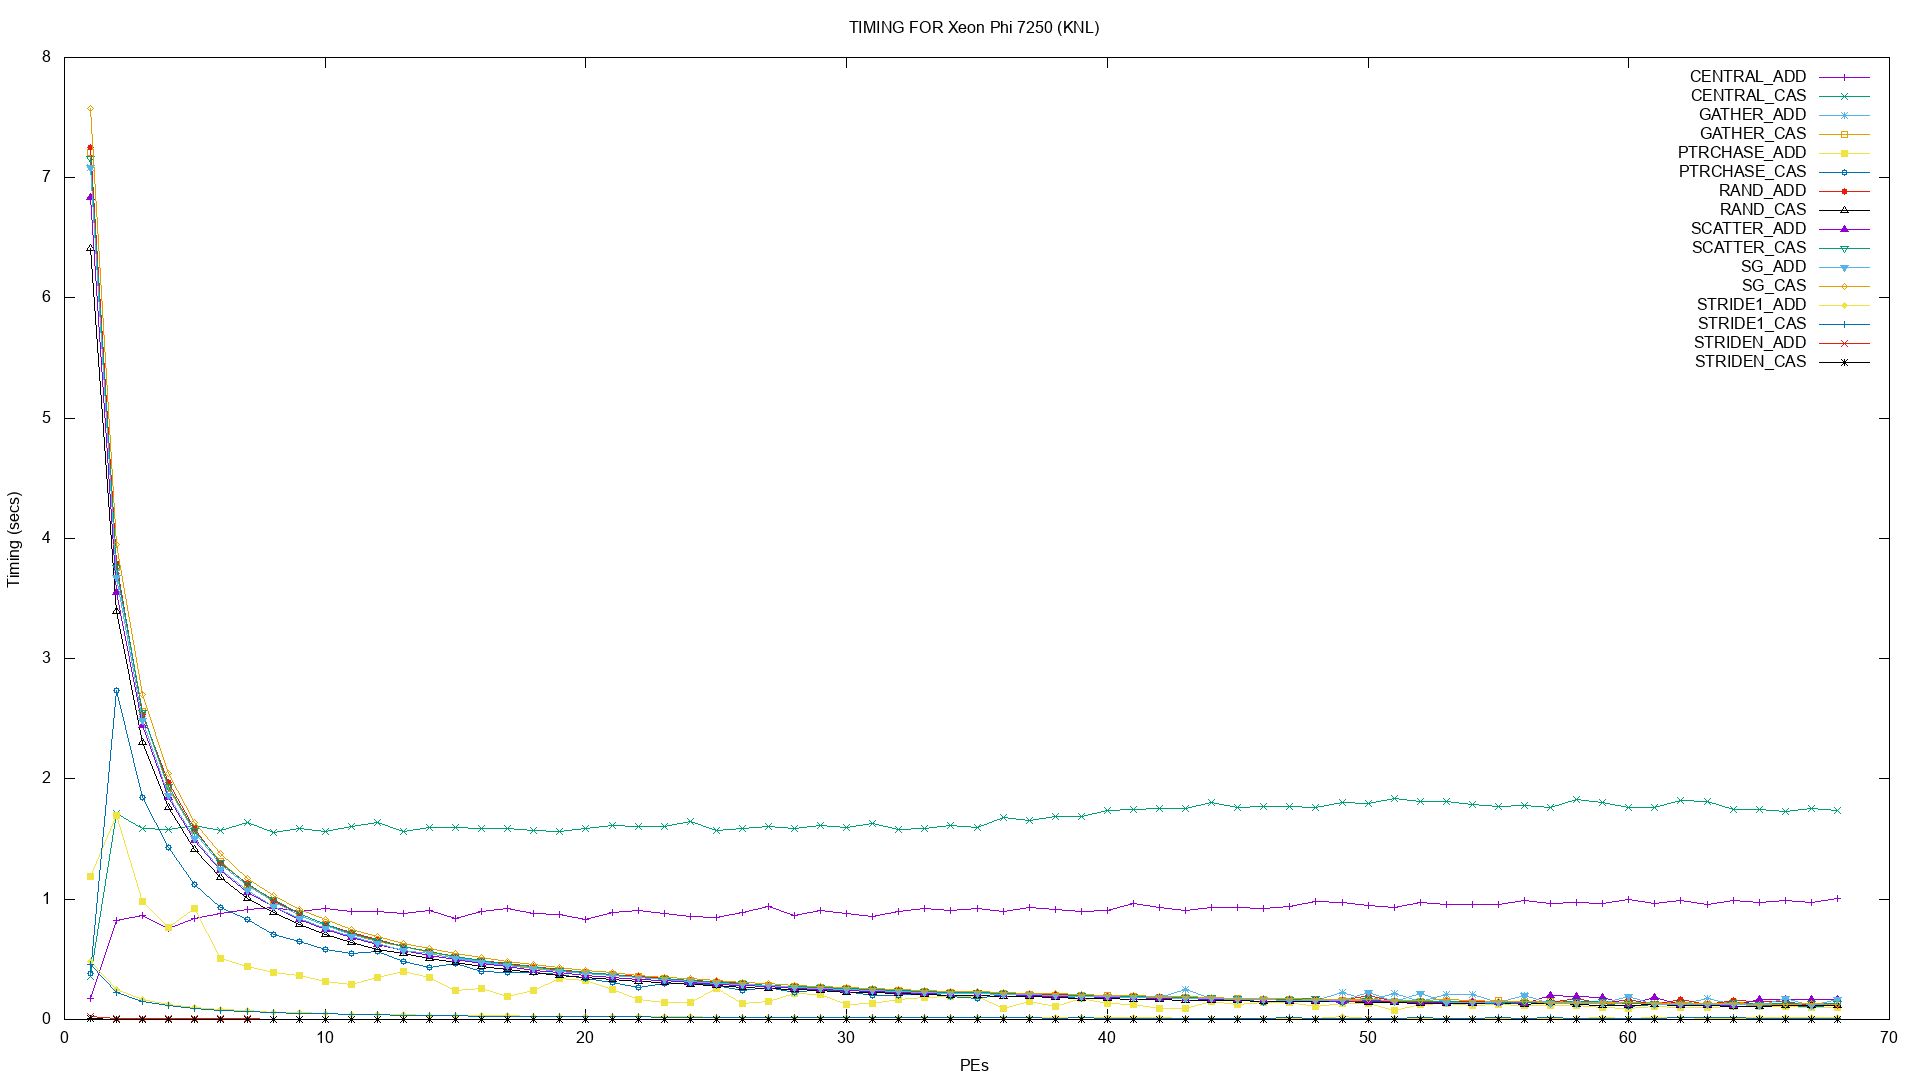 TIMING FOR Xeon Phi 7250 (KNL)
8
7
6
5
4
3
2
1
0
Timing (secs)
CENTRAL_ADD
CENTRAL_CAS
GATHER_ADD
GATHER_CAS
PTRCHASE_ADD
PTRCHASE_CAS
RAND_ADD
RAND_CAS
SCATTER_ADD
SCATTER_CAS
SG_ADD
SG_CAS
STRIDE1_ADD
STRIDE1_CAS
STRIDEN_ADD
STRIDEN_CAS
0 10 20 30 40 50 60 70
PEs